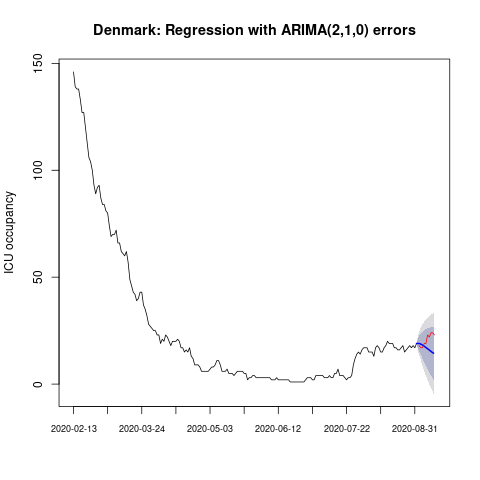 Denmark: Regression with ARIMA(2,1,0) errors
ICU occupancy
150
100
50
0
2020-02-13 2020-03-24 2020-05-03 2020-06-12 2020-07-22 2020-08-31